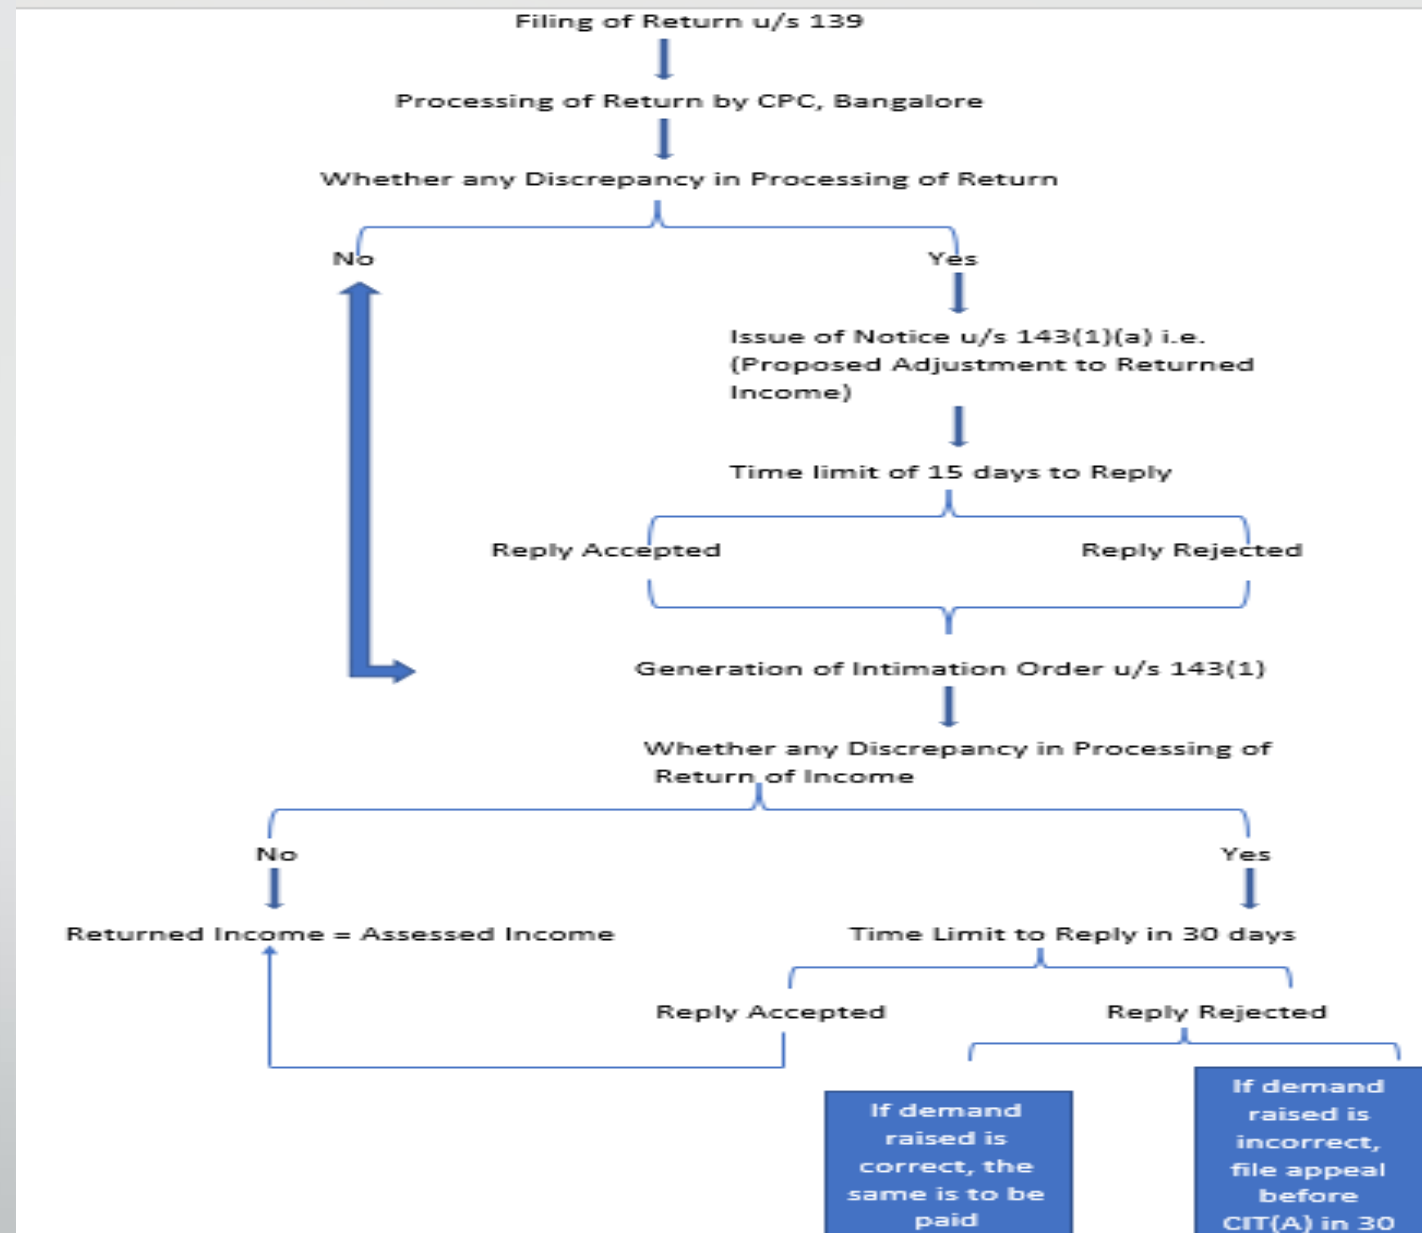 Filing of Return u/s 139
Processing of Return by CPC, Bangalore
Whether any Discrepancy in Processing of Return
No
Yes
Issue of Notice u/s 143(1)(a) i.e.
(Proposed Adjustment to Returned
Income)
Time limit of 15 days to Reply
Reply Accepted
Reply Rejected
Generation of Intimation Order u/s 143(1)
Whether any Discrepancy in Processing of
Return of Income
No
Yes
Returned Income = Assessed Income
Time Limit to Reply in 30 days
Reply Accepted
Reply Rejected
If demand
raised is
correct, the
same is to be
paid
If demand
raised is
incorrect,
file appeal
before
CIT(A) in 30